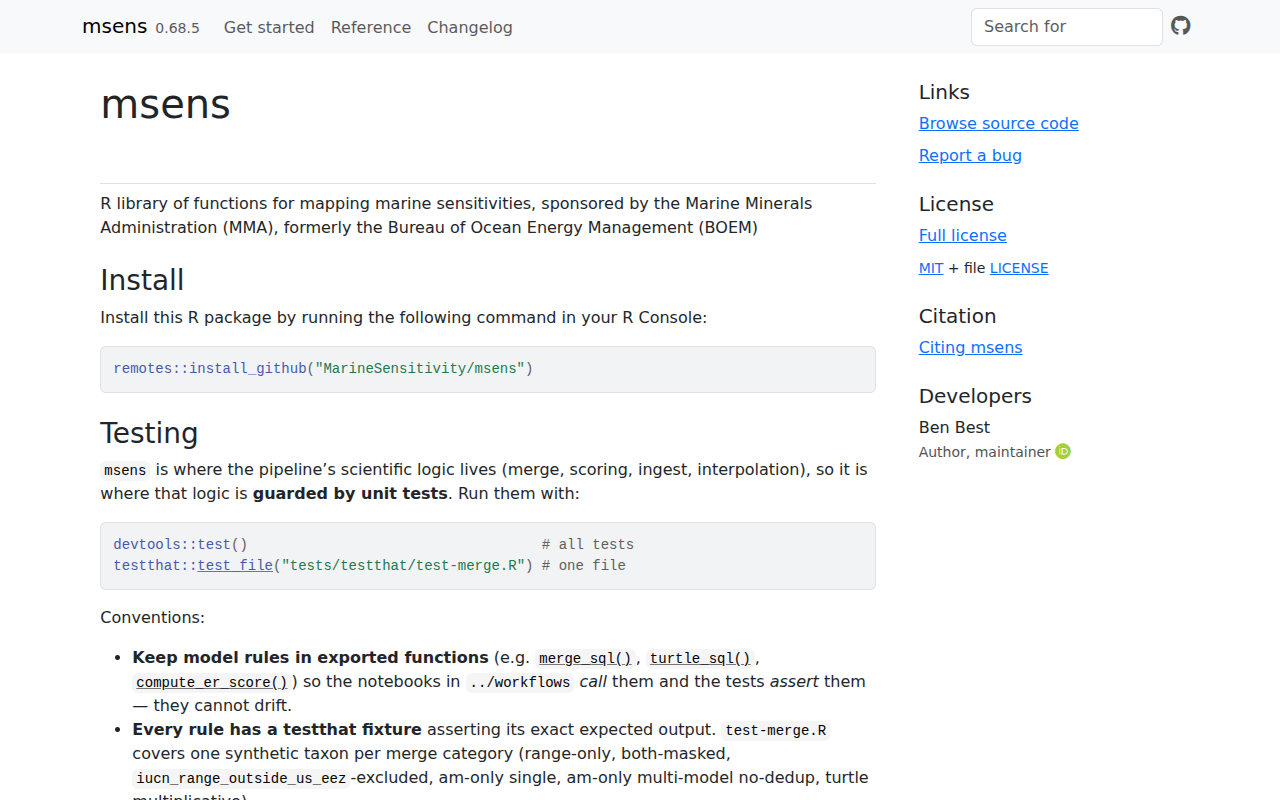 msens 0.68.5 Get started Reference Changelog Search for
msens
R library of functions for mapping marine sensitivities, sponsored by the Marine Minerals
Administration (MMA), formerly the Bureau of Ocean Energy Management (BOEM)
Install
Install this R package by running the following command in your R Console:
remotes::install_github("MarineSensitivity/msens")
Testing
msens is where the pipeline’s scientific logic lives (merge, scoring, ingest, interpolation), so it is
where that logic is guarded by unit tests. Run them with:
devtools::test() # all tests
testthat::test_file("tests/testthat/test-merge.R") # one file
Conventions:
• Keep model rules in exported functions (e.g. merge_sql(), turtle_sql(),
compute_er_score()) so the notebooks in ../workflows call them and the tests assert them
— they cannot drift.
• Every rule has a testthat fixture asserting its exact expected output. test-merge.R
covers one synthetic taxon per merge category (range-only, both-masked,
iucn_range_outside_us_eez-excluded, am-only single, am-only multi-model no-dedup, turtle
multiplicative)
Links
Browse source code
Report a bug
License
Full license
MIT + file LICENSE
Citation
Citing msens
Developers
Ben Best
Author, maintainer iD